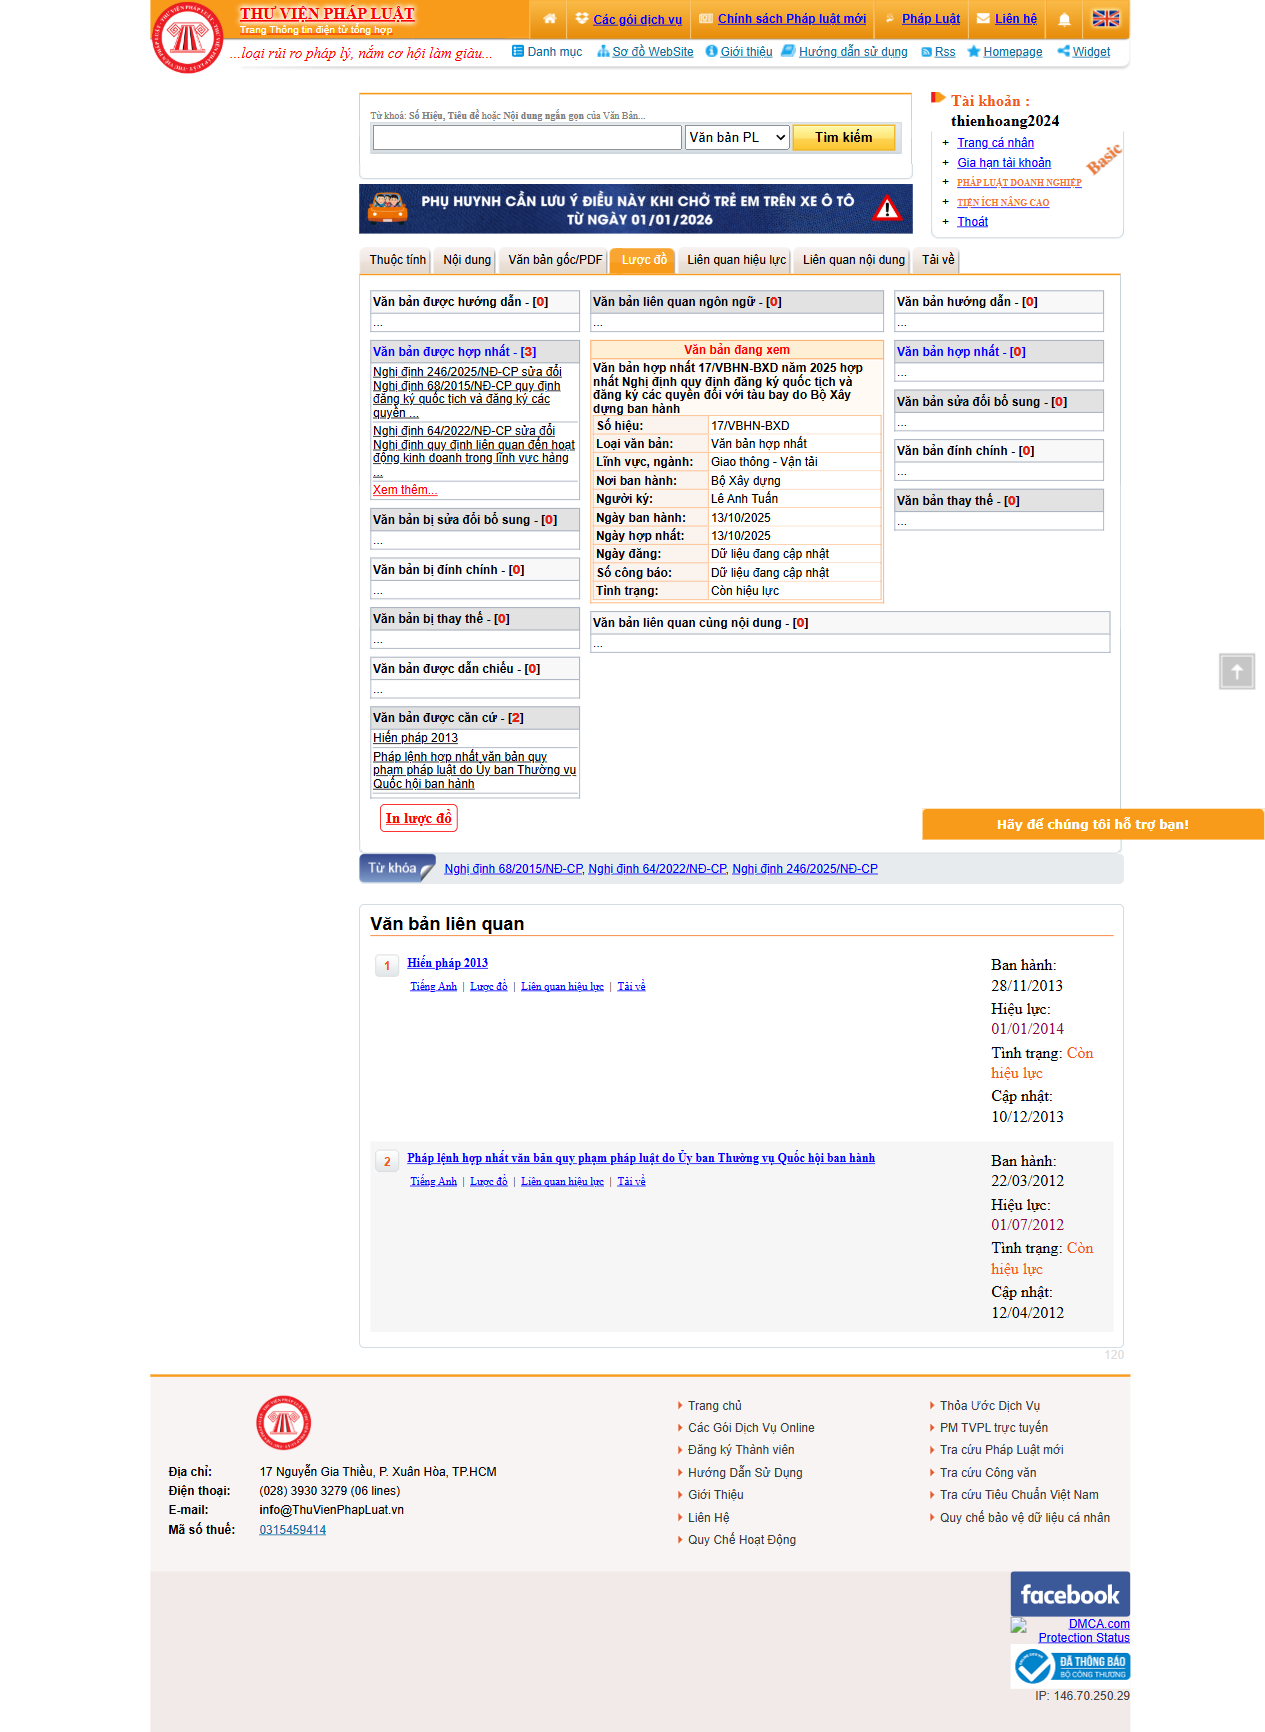 THƯ VIỆN PHÁP LUẬT
Trang Thông tin điện tử tổng hợp
...loại rủi ro pháp lý, nắm cơ hội làm giàu...
Các gói dịch vụ
Chính sách Pháp luật mới
Pháp Luật
Liên hệ
Danh mục
Sơ đồ WebSite
Giới thiệu
Hướng dẫn sử dụng
Rss
Homepage
Widget
Từ khoá: Số Hiệu, Tiêu đề hoặc Nội dung ngắn gọn của Văn Bản...
Văn bản PL
Tìm kiếm
PHỤ HUYNH CẦN LƯU Ý ĐIỀU NÀY KHI CHỞ TRẺ EM TRÊN XE Ô TÔ
TỪ NGÀY 01/01/2026
Tài khoản :
thienhoang2024
+ Trang cá nhân
+ Gia hạn tài khoản
+ PHÁP LUẬT DOANH NGHIỆP
+ TIỆN ÍCH NÂNG CAO
+ Thoát
Basic
Thuộc tính
Nội dung
Văn bản gốc/PDF
Lược đồ
Liên quan hiệu lực
Liên quan nội dung
Tải về
Văn bản được hướng dẫn - [0]
...
Văn bản được hợp nhất - [3]
Nghị định 246/2025/NĐ-CP sửa đổi
Nghị định 68/2015/NĐ-CP quy định
đăng ký quốc tịch và đăng ký các
quyền ...
Nghị định 64/2022/NĐ-CP sửa đổi
Nghị định quy định liên quan đến hoạt
động kinh doanh trong lĩnh vực hàng
...
Xem thêm...
Văn bản bị sửa đổi bổ sung - [0]
...
Văn bản bị đính chính - [0]
...
Văn bản bị thay thế - [0]
...
Văn bản được dẫn chiếu - [0]
...
Văn bản được căn cứ - [2]
Hiến pháp 2013
Pháp lệnh hợp nhất văn bản quy
phạm pháp luật do Ủy ban Thường vụ
Quốc hội ban hành
Văn bản liên quan ngôn ngữ - [0]
...
Văn bản đang xem
Văn bản hợp nhất 17/VBHN-BXD năm 2025 hợp
nhất Nghị định quy định đăng ký quốc tịch và
đăng ký các quyền đối với tàu bay do Bộ Xây
dựng ban hành
Số hiệu: 17/VBHN-BXD
Loại văn bản: Văn bản hợp nhất
Lĩnh vực, ngành: Giao thông - Vận tải
Nơi ban hành: Bộ Xây dựng
Người ký: Lê Anh Tuấn
Ngày ban hành: 13/10/2025
Ngày hợp nhất: 13/10/2025
Ngày đăng: Dữ liệu đang cập nhật
Số công báo: Dữ liệu đang cập nhật
Tình trạng: Còn hiệu lực
Văn bản hướng dẫn - [0]
...
Văn bản hợp nhất - [0]
...
Văn bản sửa đổi bổ sung - [0]
...
Văn bản đính chính - [0]
...
Văn bản thay thế - [0]
...
Văn bản liên quan cùng nội dung - [0]
...
In lược đồ
Hãy để chúng tôi hỗ trợ bạn!
Từ khóa
Nghị định 68/2015/NĐ-CP, Nghị định 64/2022/NĐ-CP, Nghị định 246/2025/NĐ-CP
Văn bản liên quan
1 Hiến pháp 2013
Tiếng Anh | Lược đồ | Liên quan hiệu lực | Tải về
Ban hành:
28/11/2013
Hiệu lực:
01/01/2014
Tình trạng: Còn
hiệu lực
Cập nhật:
10/12/2013
2 Pháp lệnh hợp nhất văn bản quy phạm pháp luật do Ủy ban Thường vụ Quốc hội ban hành
Tiếng Anh | Lược đồ | Liên quan hiệu lực | Tải về
Ban hành:
22/03/2012
Hiệu lực:
01/07/2012
Tình trạng: Còn
hiệu lực
Cập nhật:
12/04/2012
120
Địa chỉ: 17 Nguyễn Gia Thiều, P. Xuân Hòa, TP.HCM
Điện thoại: (028) 3930 3279 (06 lines)
E-mail: info@ThuVienPhapLuat.vn
Mã số thuế: 0315459414
Trang chủ
Các Gói Dịch Vụ Online
Đăng ký Thành viên
Hướng Dẫn Sử Dụng
Giới Thiệu
Liên Hệ
Quy Chế Hoạt Động
Thỏa Ước Dịch Vụ
PM TVPL trực tuyến
Tra cứu Pháp Luật mới
Tra cứu Công văn
Tra cứu Tiêu Chuẩn Việt Nam
Quy chế bảo vệ dữ liệu cá nhân
facebook
DMCA.com
Protection Status
ĐÃ THÔNG BÁO
BỘ CÔNG THƯƠNG
IP: 146.70.250.29